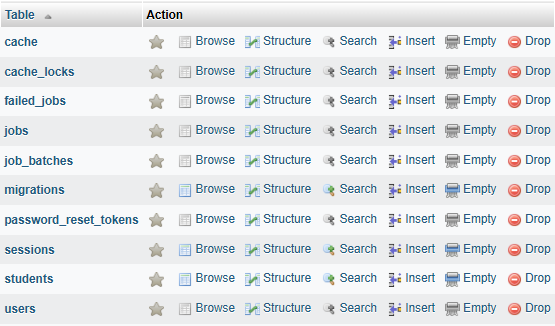 Table Action
cache Browse Structure Search Insert Empty Drop
cache_locks Browse Structure Search Insert Empty Drop
failed_jobs Browse Structure Search Insert Empty Drop
jobs Browse Structure Search Insert Empty Drop
job_batches Browse Structure Search Insert Empty Drop
migrations Browse Structure Search Insert Empty Drop
password_reset_tokens Browse Structure Search Insert Empty Drop
sessions Browse Structure Search Insert Empty Drop
students Browse Structure Search Insert Empty Drop
users Browse Structure Search Insert Empty Drop